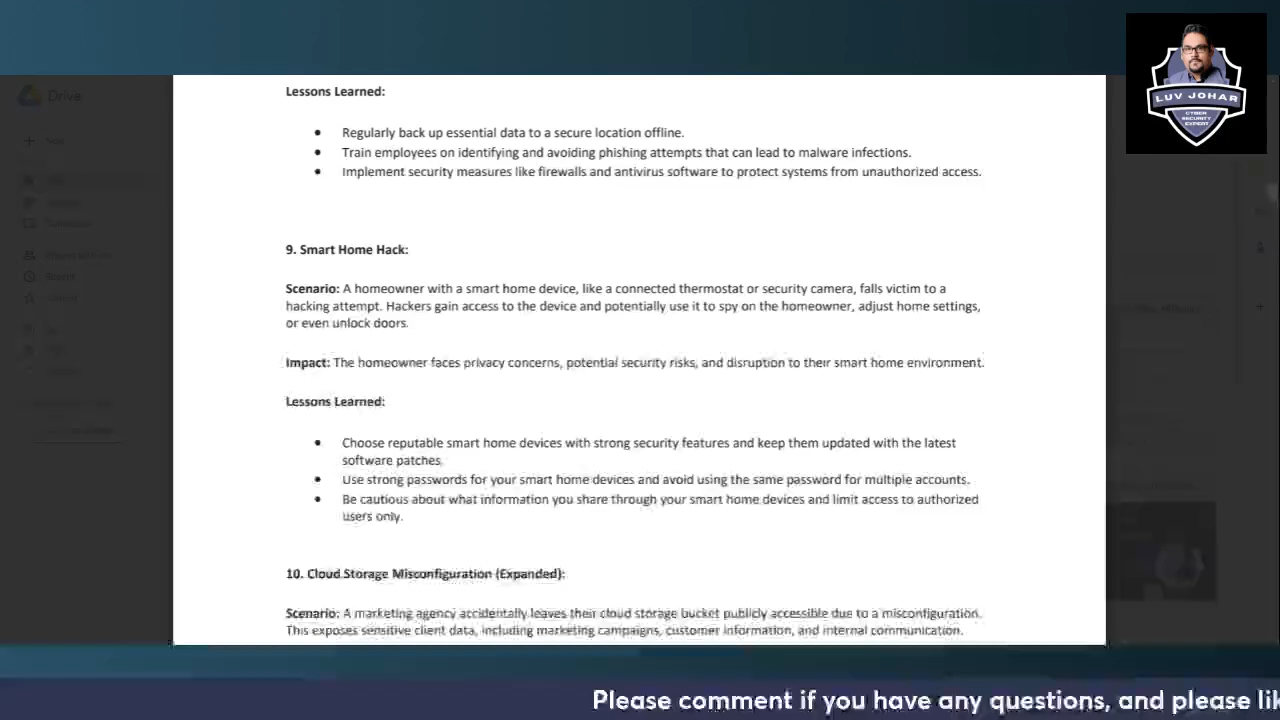 LUV JOHAR
CYBER
SECURITY
EXPERT
Drive
Lessons Learned:
• Regularly back up essential data to a secure location offline.
• Train employees on identifying and avoiding phishing attempts that can lead to malware infections.
• Implement security measures like firewalls and antivirus software to protect systems from unauthorized access.
9. Smart Home Hack:
Scenario: A homeowner with a smart home device, like a connected thermostat or security camera, falls victim to a
hacking attempt. Hackers gain access to the device and potentially use it to spy on the homeowner, adjust home settings,
or even unlock doors.
Impact: The homeowner faces privacy concerns, potential security risks, and disruption to their smart home environment.
Lessons Learned:
• Choose reputable smart home devices with strong security features and keep them updated with the latest
software patches.
• Use strong passwords for your smart home devices and avoid using the same password for multiple accounts.
• Be cautious about what information you share through your smart home devices and limit access to authorized
users only.
10. Cloud Storage Misconfiguration (Expanded):
Scenario: A marketing agency accidentally leaves their cloud storage bucket publicly accessible due to a misconfiguration.
This exposes sensitive client data, including marketing campaigns, customer information, and internal communication.
Please comment if you have any questions, and please lik